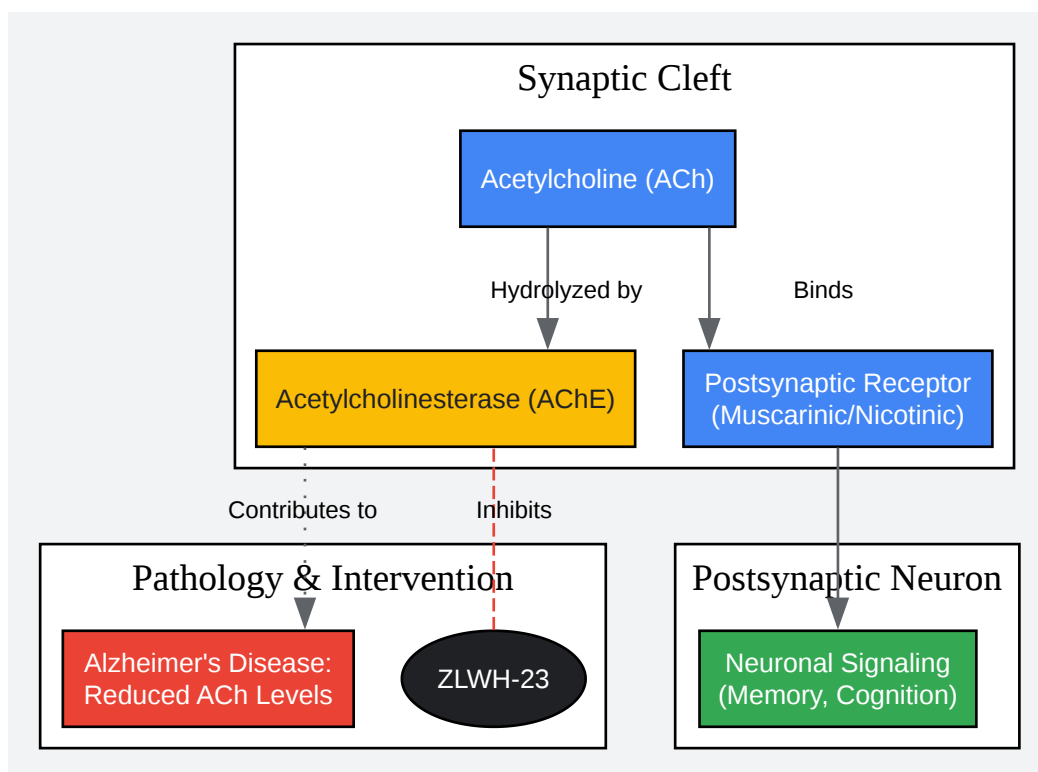 Synaptic Cleft
Acetylcholine (ACh)
Hydrolyzed by
Binds
Acetylcholinesterase (AChE)
Postsynaptic Receptor
(Muscarinic/Nicotinic)
Contributes to
Inhibits
Pathology & Intervention
Alzheimer's Disease:
Reduced ACh Levels
ZLWH-23
Postsynaptic Neuron
Neuronal Signaling
(Memory, Cognition)